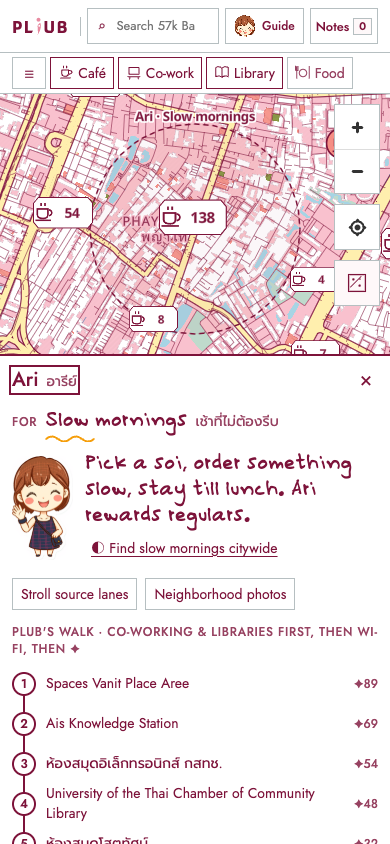 PL UB
Search 57k Ba
Guide
Notes 0
Café
Co-work
Library
Food
Ari · Slow mornings
54
138
4
8
7
Ari อารีย์
FOR Slow mornings เช้าที่ไม่ต้องรีบ
Pick a soi, order something
slow, stay till lunch. Ari
rewards regulars.
Find slow mornings citywide
Stroll source lanes
Neighborhood photos
PLUB'S WALK · CO-WORKING & LIBRARIES FIRST, THEN WI-
FI, THEN ✦
1 Spaces Vanit Place Aree ✦89
2 Ais Knowledge Station ✦69
3 ห้องสมุดอิเล็กทรอนิกส์ กสทช. ✦54
4 University of the Thai Chamber of Community
Library ✦48